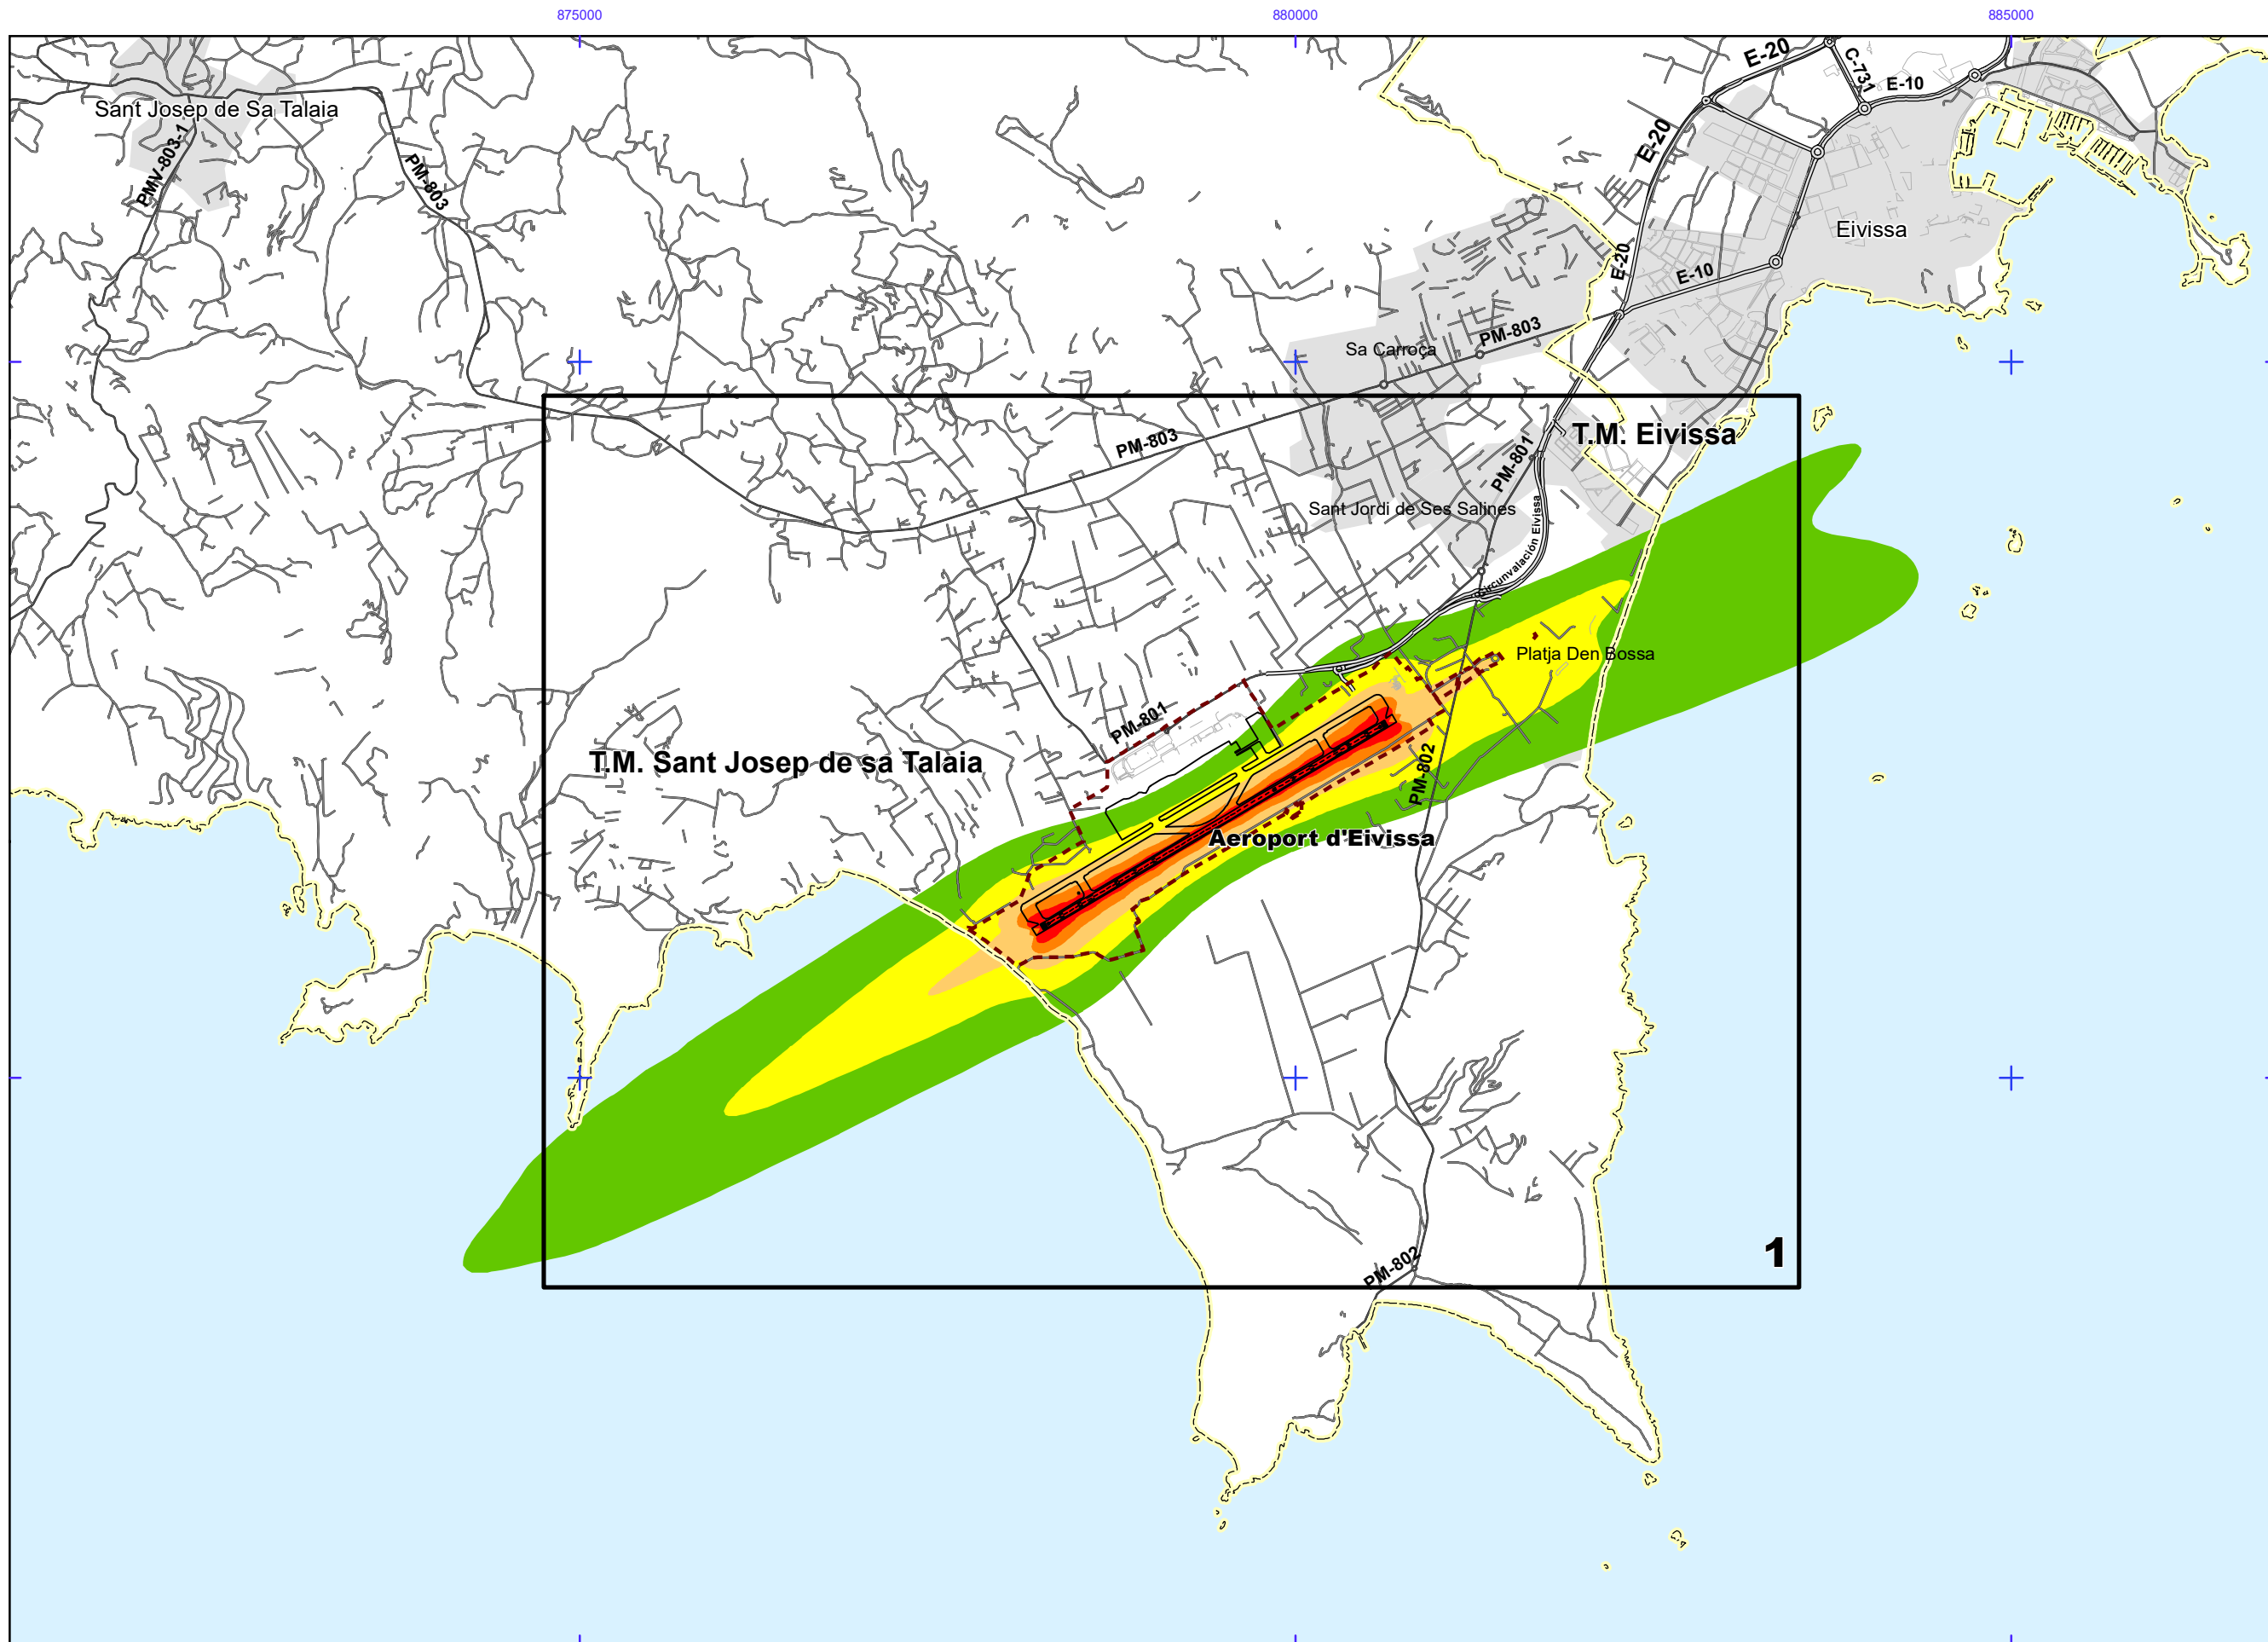 875000
880000
885000
E-20
C-731
E-10
Sant Josep de Sa Talaia
PMV-803-1
PM-803
E-20
Eivissa
E-20
E-10
PM-803
Sa Carroça
T.M. Eivissa
PM-803
PM-801
Sant Jordi de Ses Salines
Circunvalación Eivissa
Platja Den Bossa
PM-801
T.M. Sant Josep de sa Talaia
PM-802
Aeroport d'Eivissa
1
PM-802